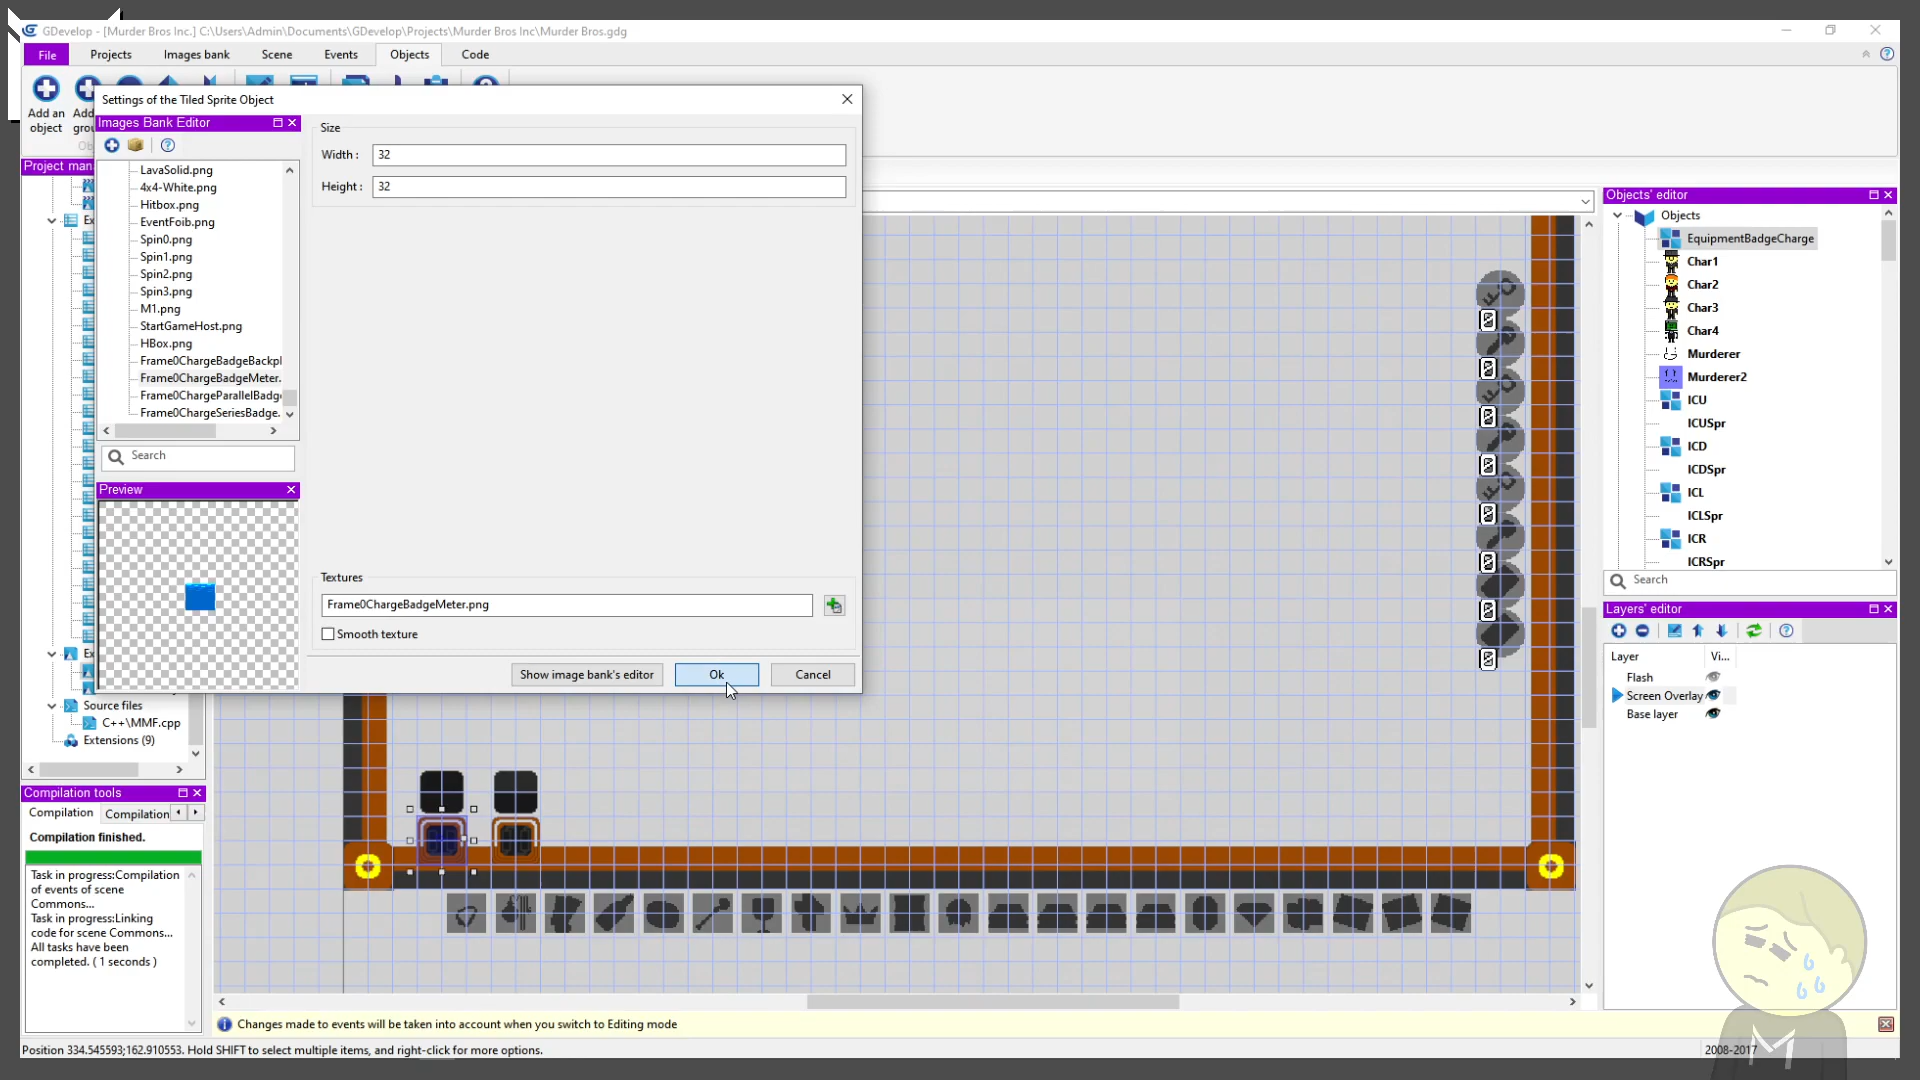 GDevelop - [Murder Bros Inc.] C:\Users\Admin\Documents\GDevelop\Projects\Murder Bros Inc\Murder Bros.gdg
File Projects Images bank Scene Events Objects Code
Add an object
Settings of the Tiled Sprite Object
Images Bank Editor
LavaSolid.png
4x4-White.png
Hitbox.png
EventFoib.png
Spin0.png
Spin1.png
Spin2.png
Spin3.png
M1.png
StartGameHost.png
HBox.png
Frame0ChargeBadgeBackpl
Frame0ChargeBadgeMeter.
Frame0ChargeParallelBadg
Frame0ChargeSeriesBadge.
Search
Preview
Size
Width : 32
Height : 32
Textures
Frame0ChargeBadgeMeter.png
Smooth texture
Show image bank's editor Ok Cancel
Project man
Source files
C++\MMF.cpp
Extensions (9)
Compilation tools
Compilation Compilation
Compilation finished.
Task in progress:Compilation
of events of scene
Commons...
Task in progress:Linking
code for scene Commons...
All tasks have been
completed. ( 1 seconds )
Objects' editor
Objects
EquipmentBadgeCharge
Char1
Char2
Char3
Char4
Murderer
Murderer2
ICU
ICUSpr
ICD
ICDSpr
ICL
ICLSpr
ICR
ICRSpr
Search
Layers' editor
Layer Vi...
Flash
Screen Overlay
Base layer
Changes made to events will be taken into account when you switch to Editing mode
Position 334.545593;162.910553. Hold SHIFT to select multiple items, and right-click for more options.
2008-2017